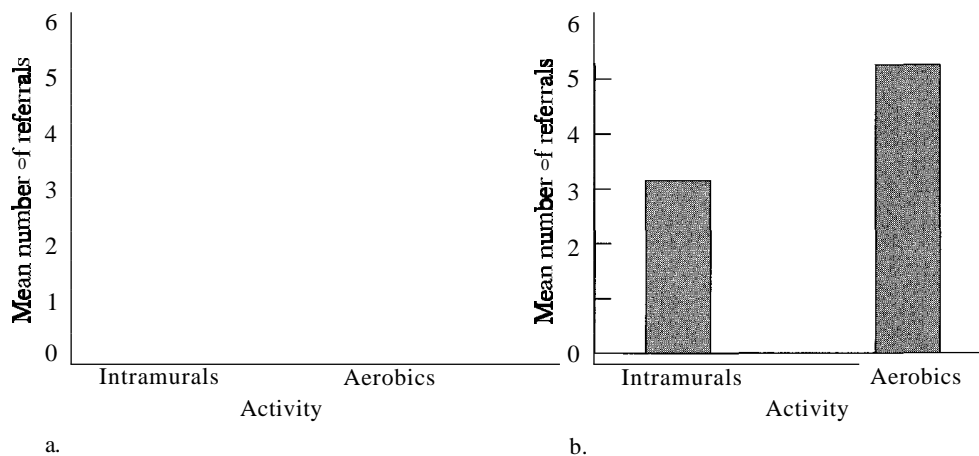 6
5
4
3
2
1
0
Mean number of referrals
Intramurals Aerobics
Activity
a.
6
5
4
3
2
1
0
Mean number of referrals
Intramurals Aerobics
Activity
b.